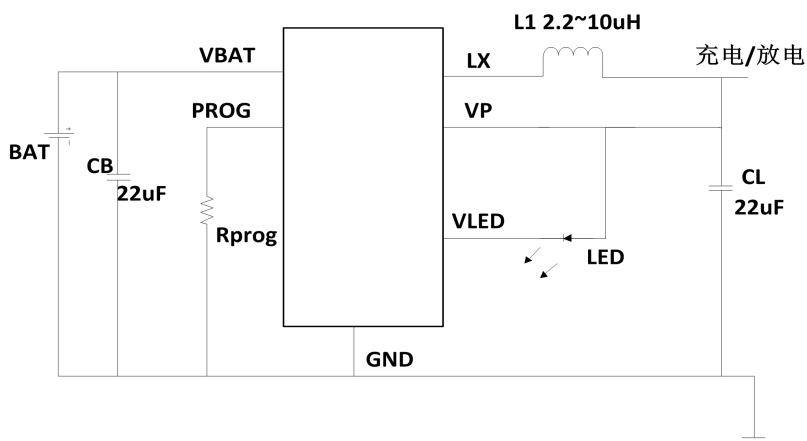 L1 2.2~10uH
VBAT
LX
充电/放电
PROG
VP
BAT
CB
22uF
CL
22uF
Rprog
VLED
LED
GND